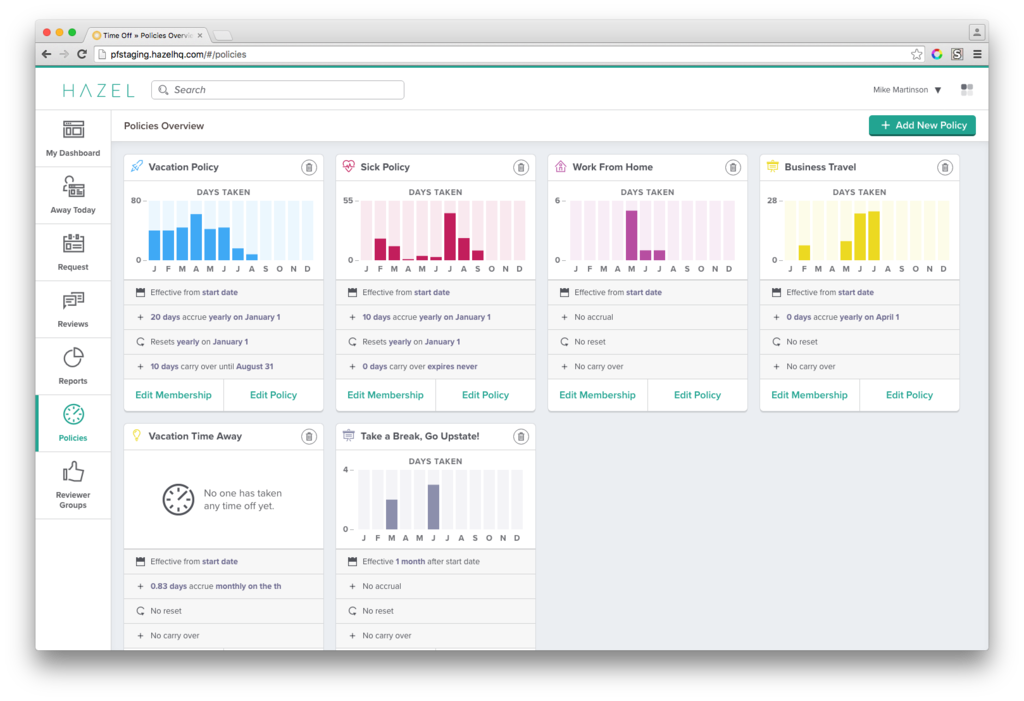 Time Off » Policies Overvie
pfstaging.hazelhq.com/#/policies
HAZEL
Search
Mike Martinson
Policies Overview
+ Add New Policy
My Dashboard
Away Today
Request
Reviews
Reports
Policies
Reviewer
Groups
Vacation Policy
DAYS TAKEN
80
0
J F M A M J J A S O N D
Effective from start date
+ 20 days accrue yearly on January 1
Resets yearly on January 1
+ 10 days carry over until August 31
Edit Membership
Edit Policy
Sick Policy
DAYS TAKEN
55
0
J F M A M J J A S O N D
Effective from start date
+ 10 days accrue yearly on January 1
Resets yearly on January 1
+ 0 days carry over expires never
Edit Membership
Edit Policy
Work From Home
DAYS TAKEN
6
0
J F M A M J J A S O N D
Effective from start date
+ No accrual
No reset
+ No carry over
Edit Membership
Edit Policy
Business Travel
DAYS TAKEN
28
0
J F M A M J J A S O N D
Effective from start date
+ 0 days accrue yearly on April 1
No reset
+ No carry over
Edit Membership
Edit Policy
Vacation Time Away
No one has taken
any time off yet.
Effective from start date
+ 0.83 days accrue monthly on the th
No reset
+ No carry over
Take a Break, Go Upstate!
DAYS TAKEN
4
0
J F M A M J J A S O N D
Effective 1 month after start date
+ No accrual
No reset
+ No carry over